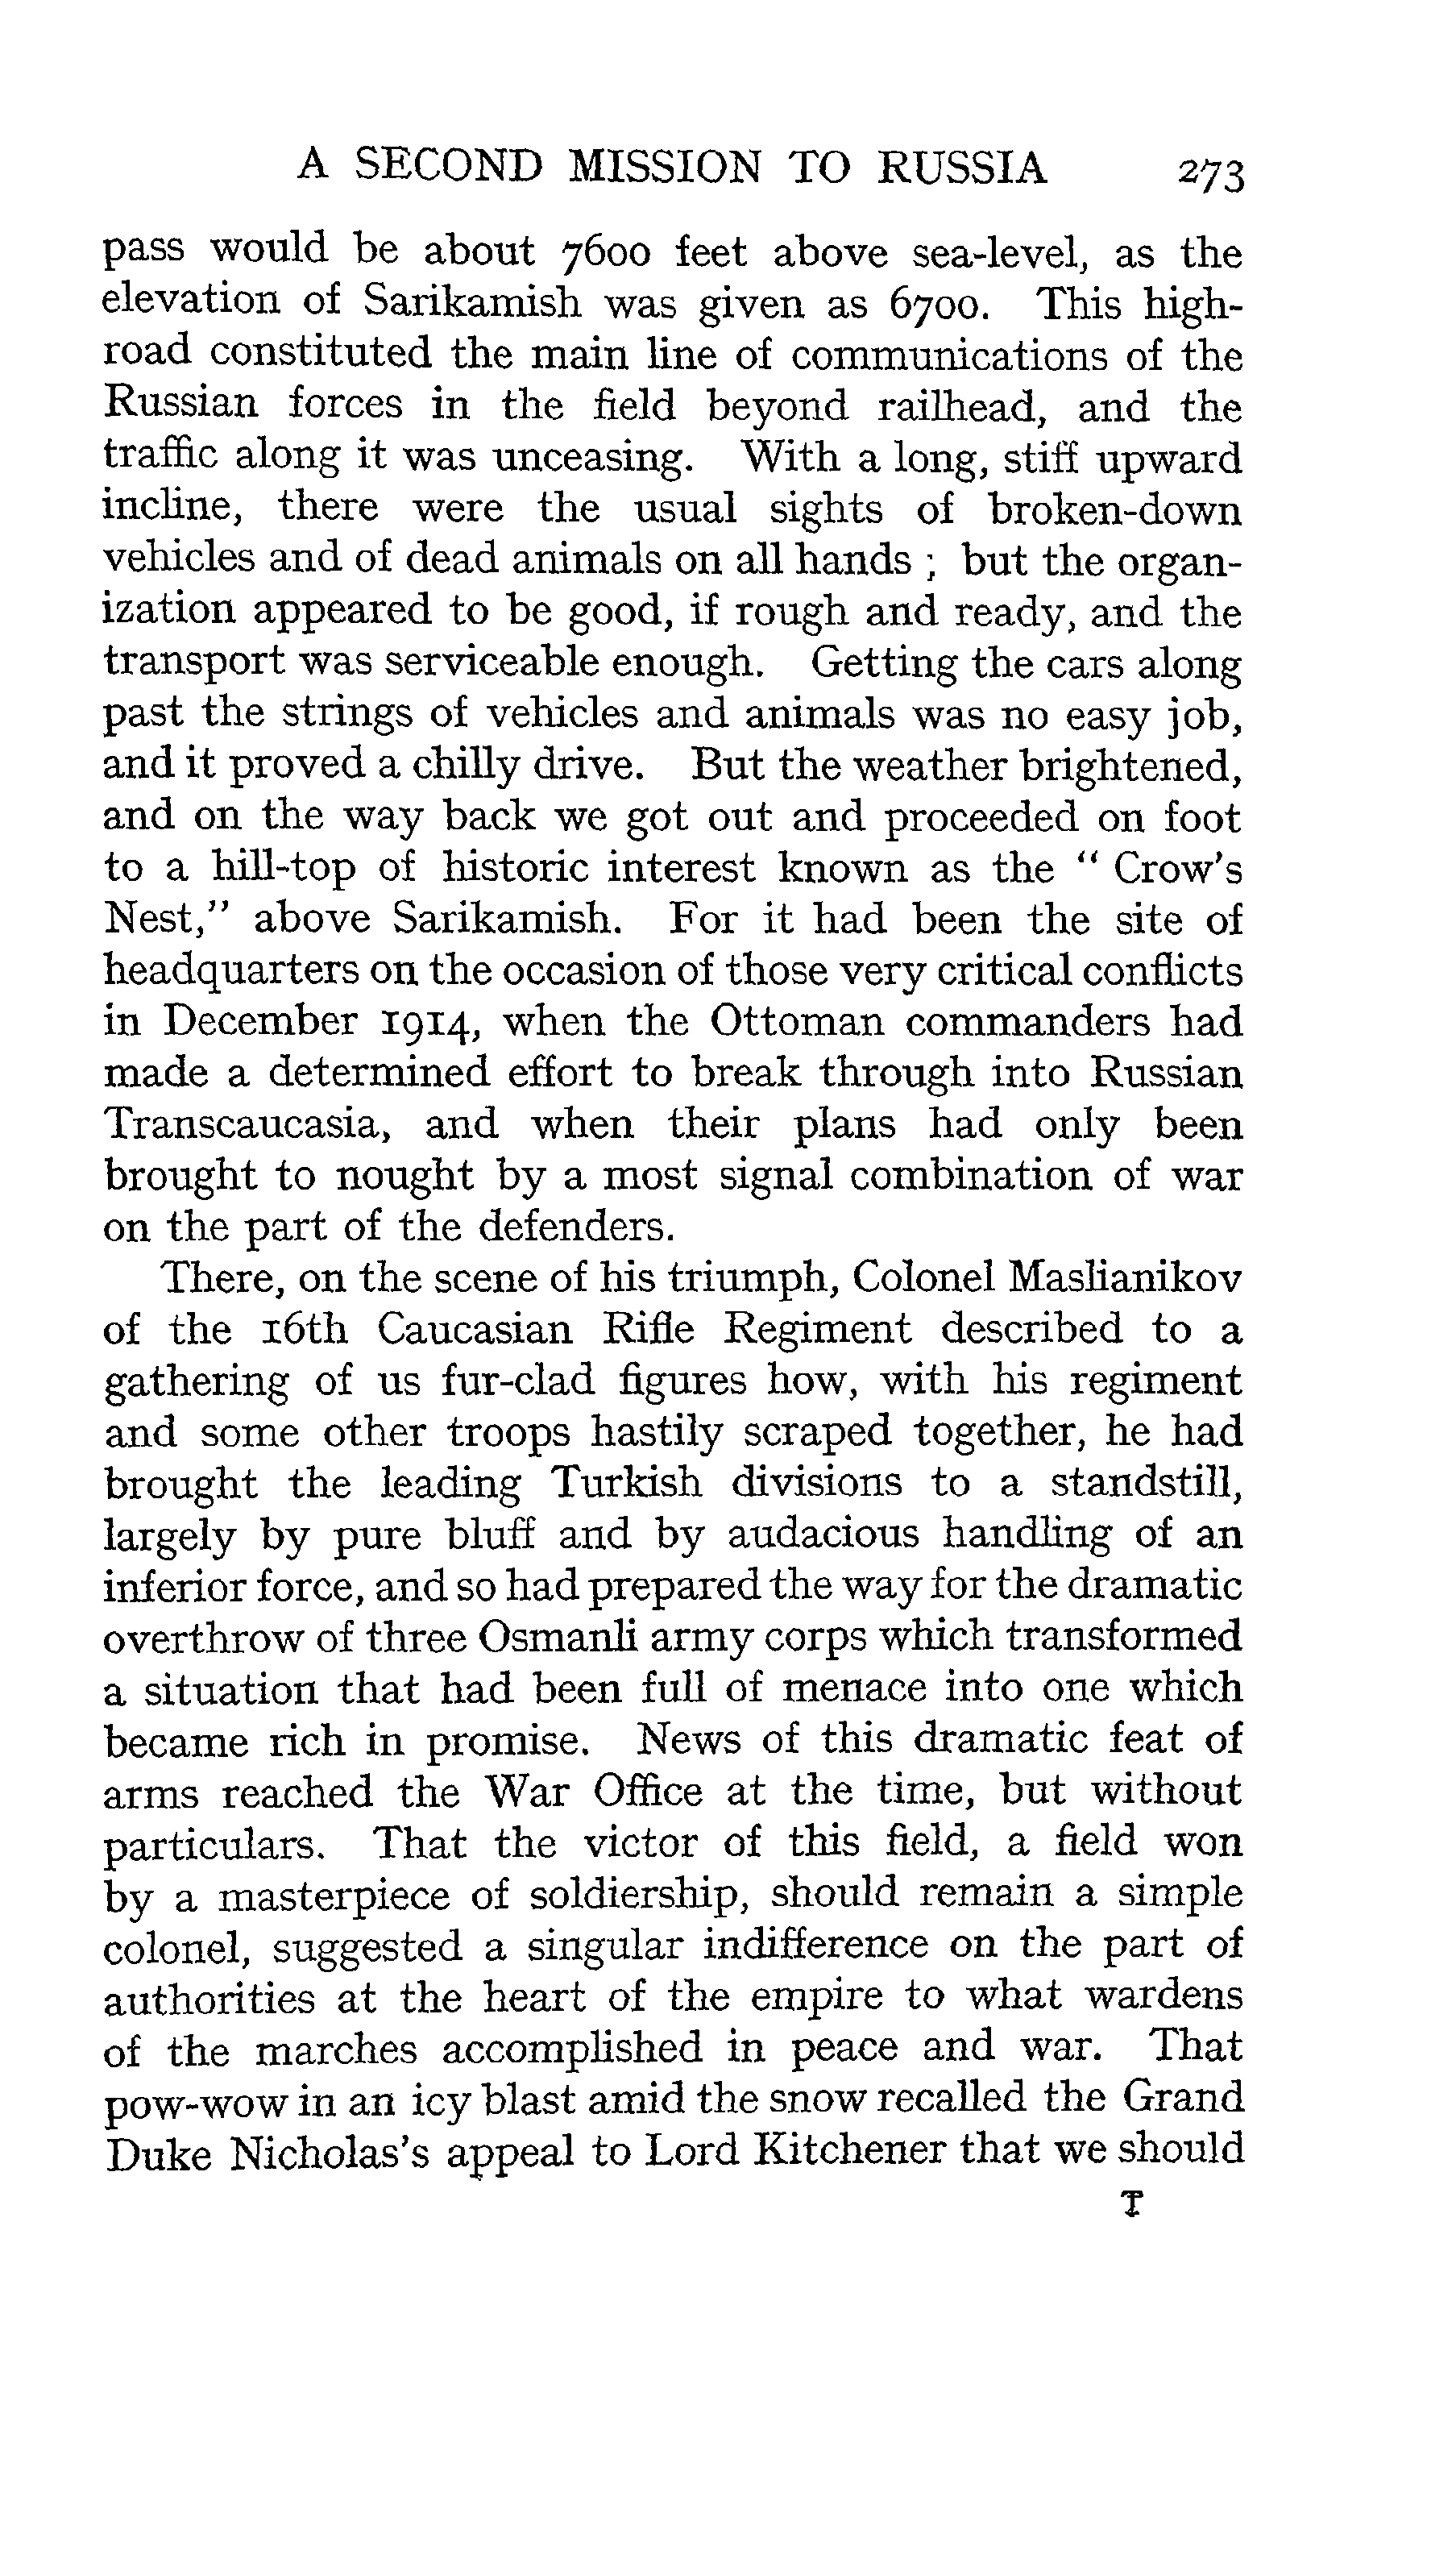 A SECOND MISSION TO RUSSIA 273
pass would be about 7600 feet above sea-level, as the
elevation of Sarikamish was given as 6700. This high-
road constituted the main line of communications of the
Russian forces in the field beyond railhead, and the
traffic along it was unceasing. With a long, stiff upward
incline, there were the usual sights of broken-down
vehicles and of dead animals on all hands ; but the organ-
ization appeared to be good, if rough and ready, and the
transport was serviceable enough. Getting the cars along
past the strings of vehicles and animals was no easy job,
and it proved a chilly drive. But the weather brightened,
and on the way back we got out and proceeded on foot
to a hill-top of historic interest known as the " Crow's
Nest," above Sarikamish. For it had been the site of
headquarters on the occasion of those very critical conflicts
in December 1914, when the Ottoman commanders had
made a determined effort to break through into Russian
Transcaucasia, and when their plans had only been
brought to nought by a most signal combination of war
on the part of the defenders.
There, on the scene of his triumph, Colonel Maslianikov
of the 16th Caucasian Rifle Regiment described to a
gathering of us fur-clad figures how, with his regiment
and some other troops hastily scraped together, he had
brought the leading Turkish divisions to a standstill,
largely by pure bluff and by audacious handling of an
inferior force, and so had prepared the way for the dramatic
overthrow of three Osmanli army corps which transformed
a situation that had been full of menace into one which
became rich in promise. News of this dramatic feat of
arms reached the War Office at the time, but without
particulars. That the victor of this field, a field won
by a masterpiece of soldiership, should remain a simple
colonel, suggested a singular indifference on the part of
authorities at the heart of the empire to what wardens
of the marches accomplished in peace and war. That
pow-wow in an icy blast amid the snow recalled the Grand
Duke Nicholas's appeal to Lord Kitchener that we should
T